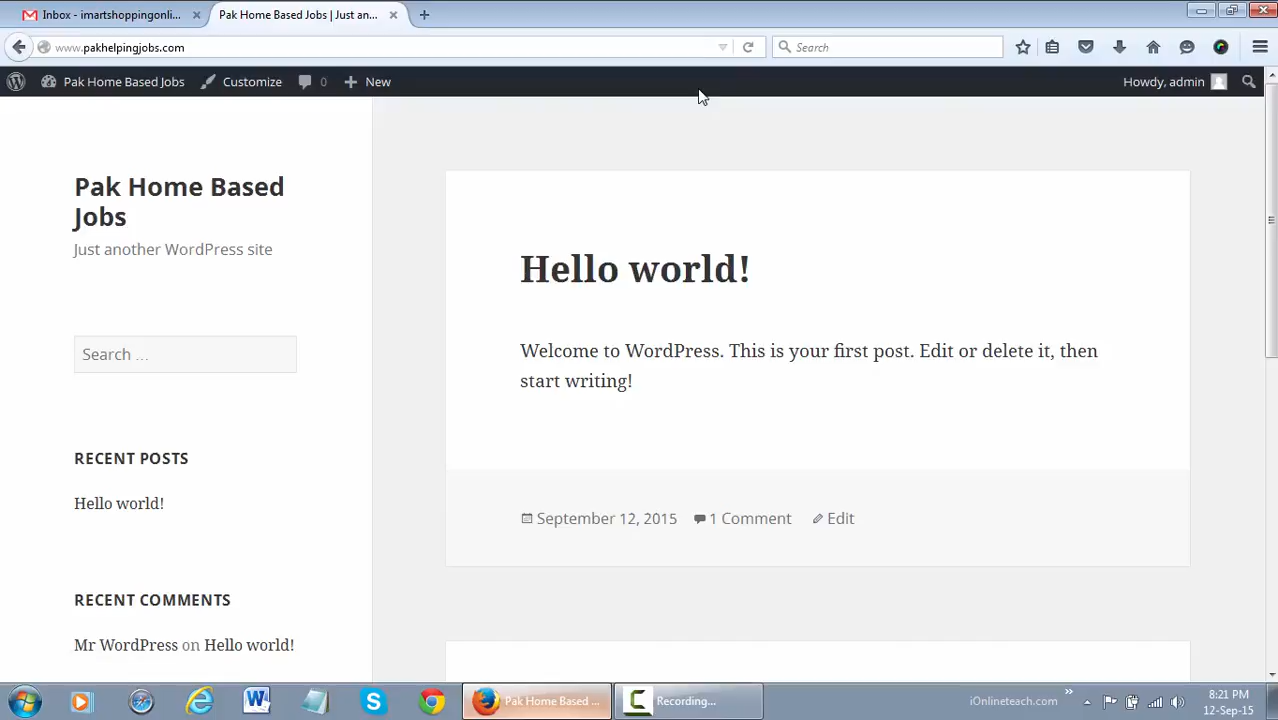 Inbox - imartshoppingonli...
Pak Home Based Jobs | Just an...
www.pakhelpingjobs.com
Search
Pak Home Based Jobs
Customize
0
New
Howdy, admin
Pak Home Based
Jobs
Just another WordPress site
Search ...
RECENT POSTS
Hello world!
RECENT COMMENTS
Mr WordPress on Hello world!
Hello world!
Welcome to WordPress. This is your first post. Edit or delete it, then
start writing!
September 12, 2015
1 Comment
Edit
Pak Home Based ...
Recording...
iOnlineteach.com
8:21 PM
12-Sep-15